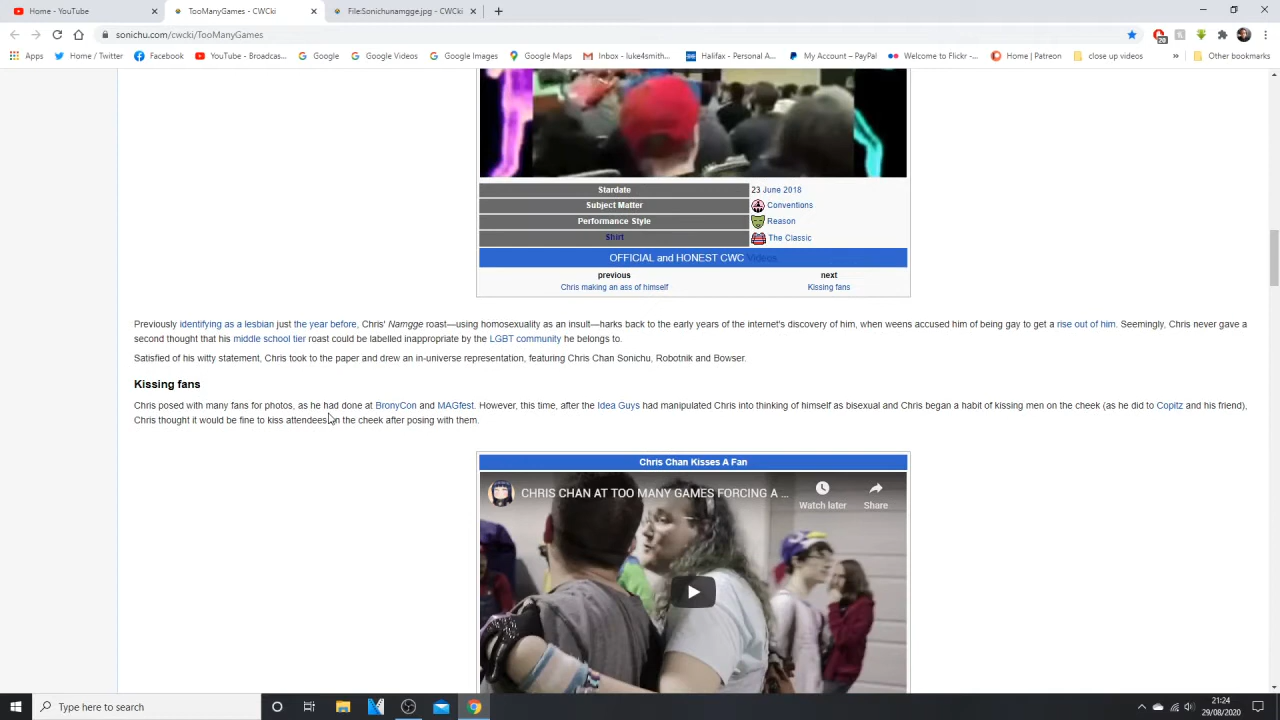 Home - YouTube
TooManyGames - CWCki
File:Sonichunamgge.jpg - CWCki
sonichu.com/cwcki/TooManyGames
20
Apps
Home / Twitter
Facebook
YouTube - Broadcas...
Google
Google Videos
Google Images
Google Maps
Inbox - luke4smith...
Halifax - Personal A...
My Account – PayPal
Welcome to Flickr -...
Home | Patreon
close up videos
»
Other bookmarks
Stardate 23 June 2018
Subject Matter Conventions
Performance Style Reason
Shirt The Classic
OFFICIAL and HONEST CWC Videos
previous next
Chris making an ass of himself Kissing fans
Previously identifying as a lesbian just the year before, Chris' Namgge roast—using homosexuality as an insult—harks back to the early years of the internet's discovery of him, when weens accused him of being gay to get a rise out of him. Seemingly, Chris never gave a
second thought that his middle school tier roast could be labelled inappropriate by the LGBT community he belongs to.
Satisfied of his witty statement, Chris took to the paper and drew an in-universe representation, featuring Chris Chan Sonichu, Robotnik and Bowser.
Kissing fans
Chris posed with many fans for photos, as he had done at BronyCon and MAGfest. However, this time, after the Idea Guys had manipulated Chris into thinking of himself as bisexual and Chris began a habit of kissing men on the cheek (as he did to Copitz and his friend),
Chris thought it would be fine to kiss attendees on the cheek after posing with them.
Chris Chan Kisses A Fan
CHRIS CHAN AT TOO MANY GAMES FORCING A ...
Watch later
Share
Type here to search
21:24
29/08/2020